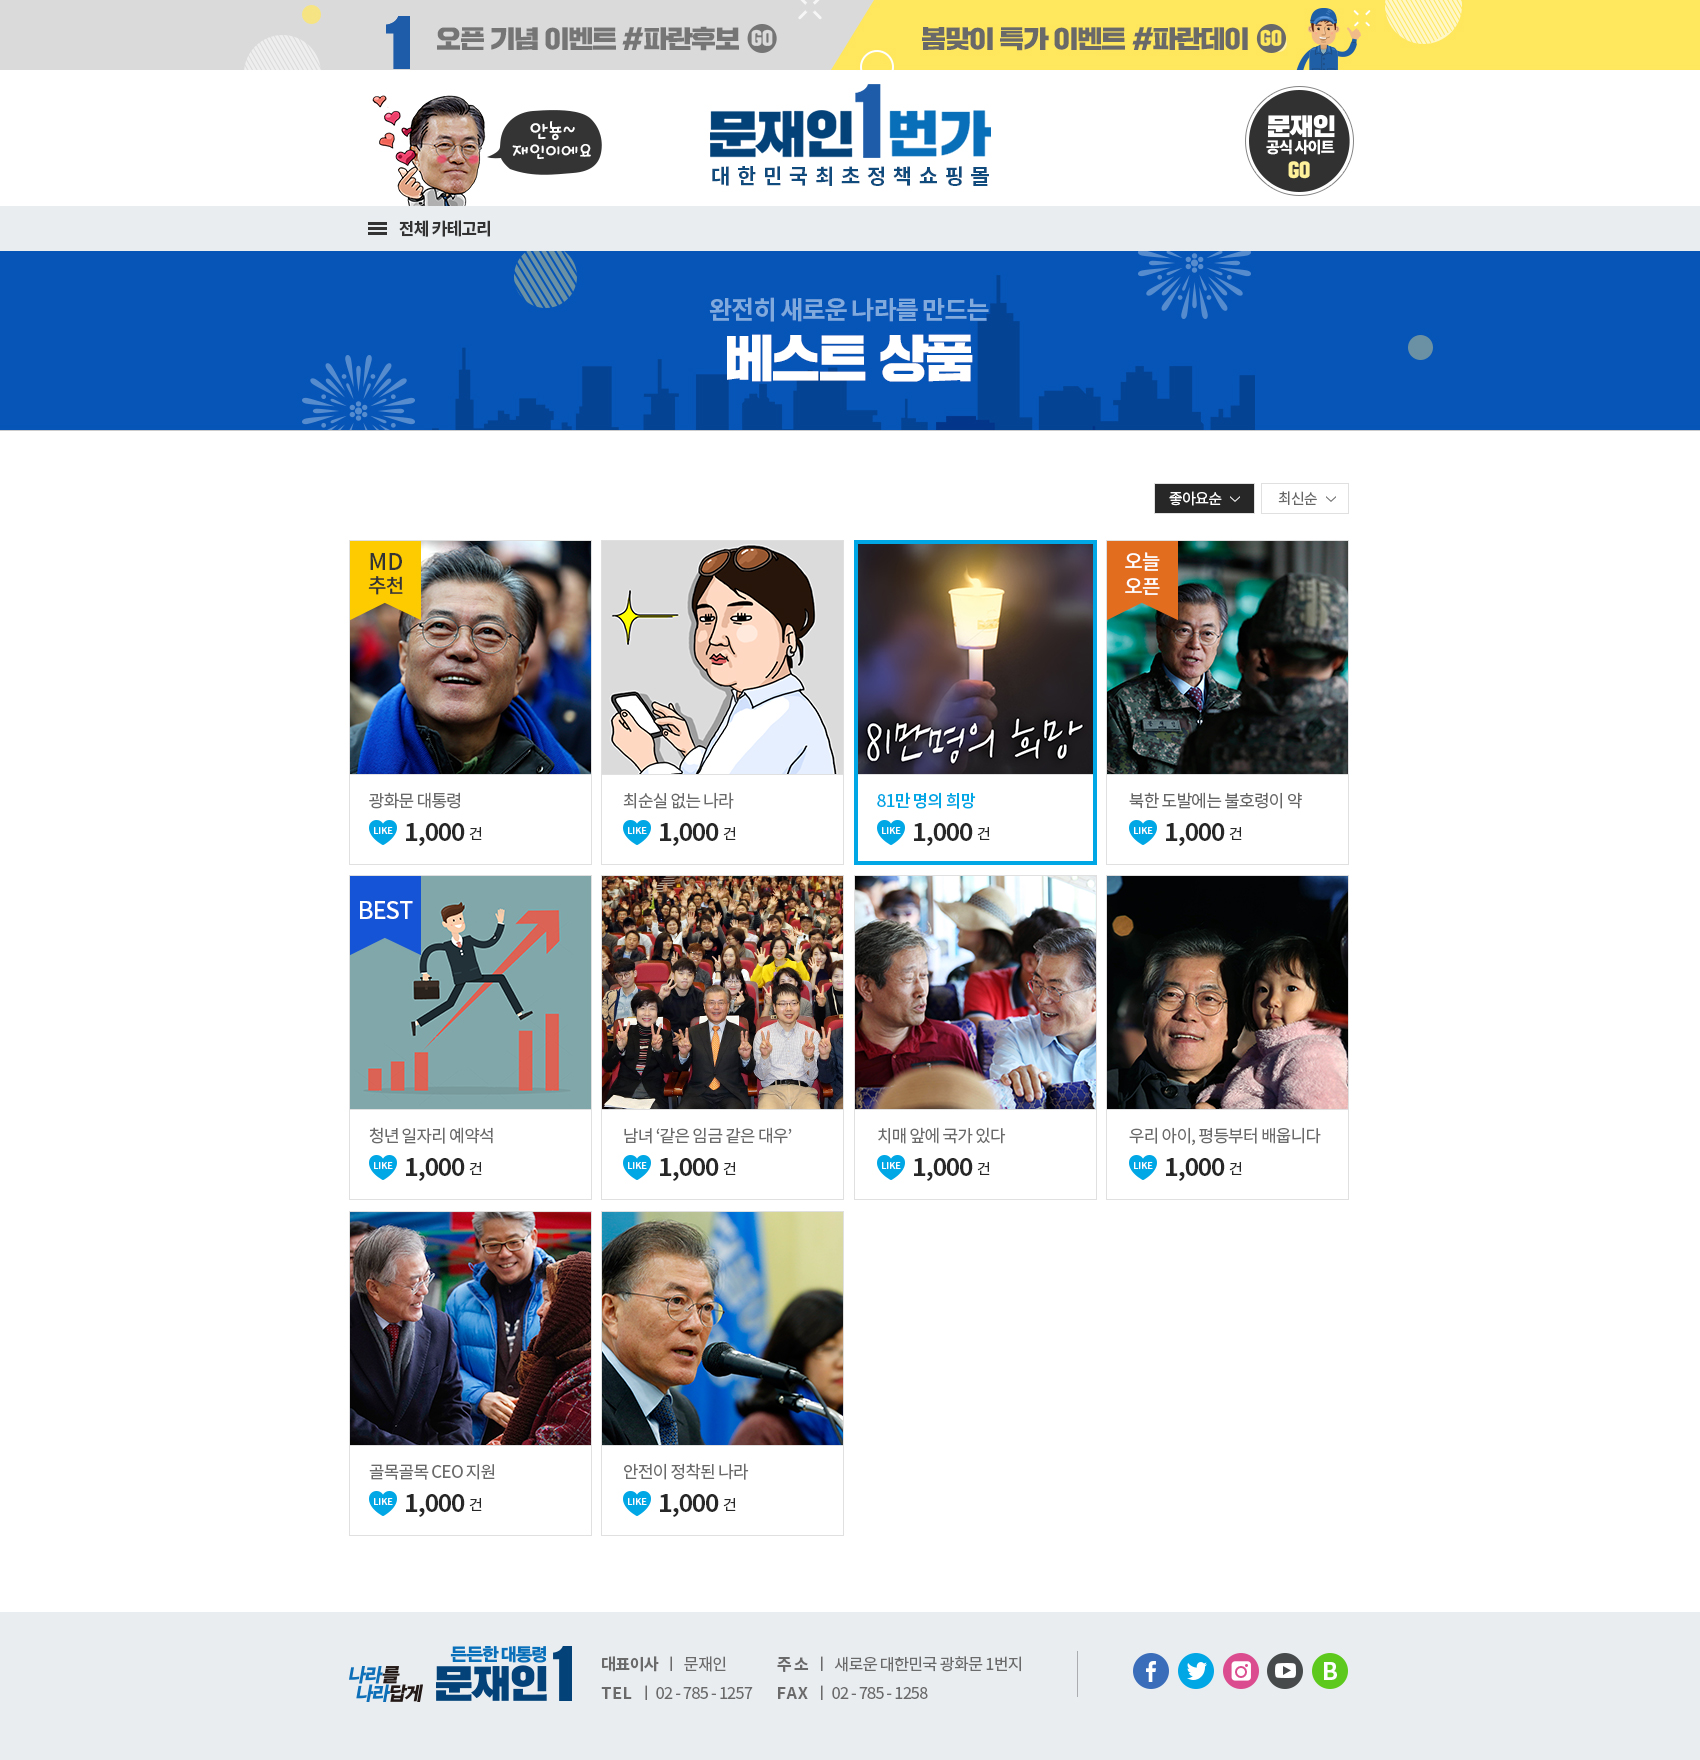 1 오픈 기념 이벤트 #파란후보 GO
봄맞이 특가 이벤트 #파란데이 GO
안뇽~
재인이에요
문재인1번가
대한민국최초정책쇼핑몰
문재인
공식 사이트
GO
전체 카테고리
완전히 새로운 나라를 만드는
베스트 상품
좋아요순
최신순
MD
추천
오늘
오픈
81만명의 희망
광화문 대통령
최순실 없는 나라
81만 명의 희망
북한 도발에는 불호령이 약
LIKE 1,000 건
LIKE 1,000 건
LIKE 1,000 건
LIKE 1,000 건
BEST
청년 일자리 예약석
남녀 ‘같은 임금 같은 대우’
치매 앞에 국가 있다
우리 아이, 평등부터 배웁니다
LIKE 1,000 건
LIKE 1,000 건
LIKE 1,000 건
LIKE 1,000 건
골목골목 CEO 지원
안전이 정착된 나라
LIKE 1,000 건
LIKE 1,000 건
나라를
나라답게
든든한 대통령
문재인1
대표이사 | 문재인
주 소 | 새로운 대한민국 광화문 1번지
TEL | 02 - 785 - 1257
FAX | 02 - 785 - 1258
B